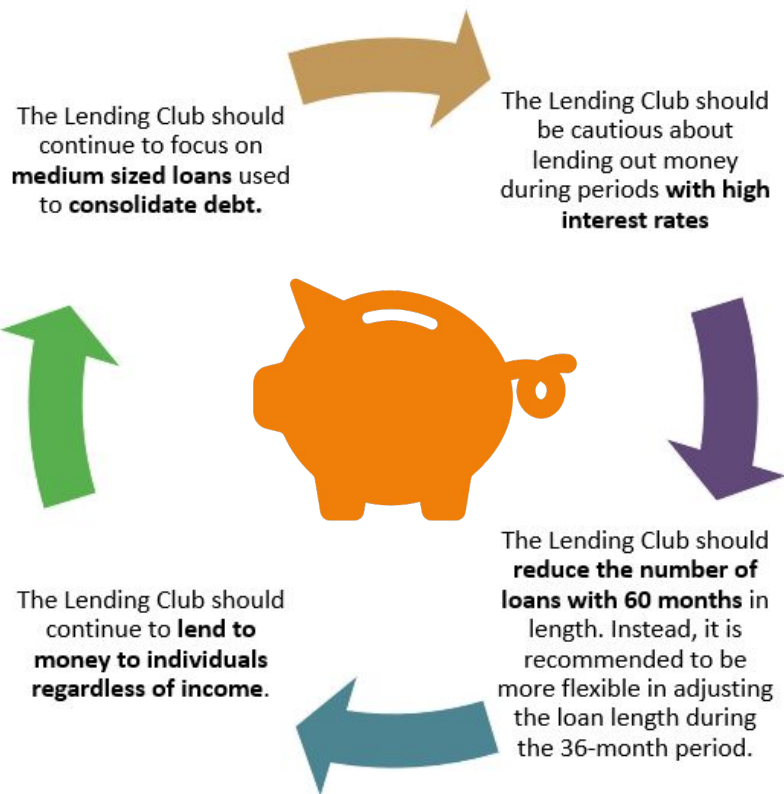 The Lending Club should
continue to focus on
medium sized loans used
to consolidate debt.
The Lending Club should
be cautious about
lending out money
during periods with high
interest rates
The Lending Club should
reduce the number of
loans with 60 months in
length. Instead, it is
recommended to be
more flexible in adjusting
the loan length during
the 36-month period.
The Lending Club should
continue to lend to
money to individuals
regardless of income.